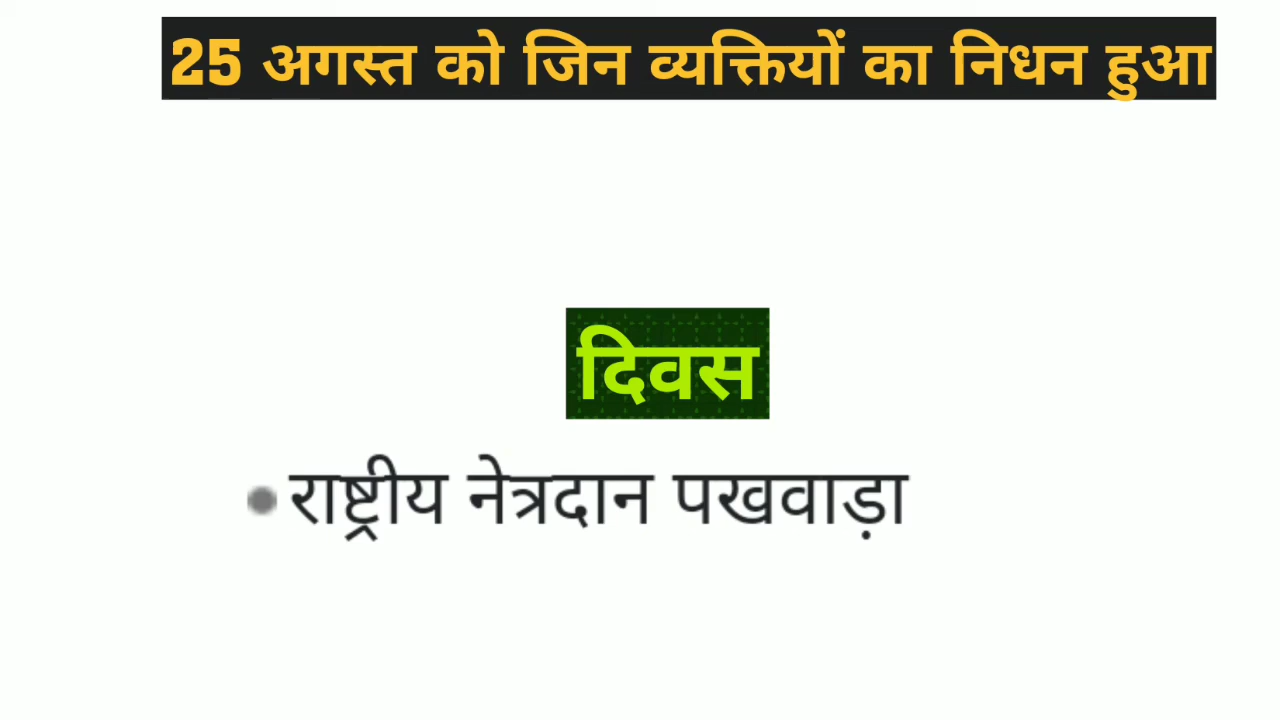 25 अगस्त को जिन व्यक्तियों का निधन हुआ
दिवस
राष्ट्रीय नेत्रदान पखवाड़ा